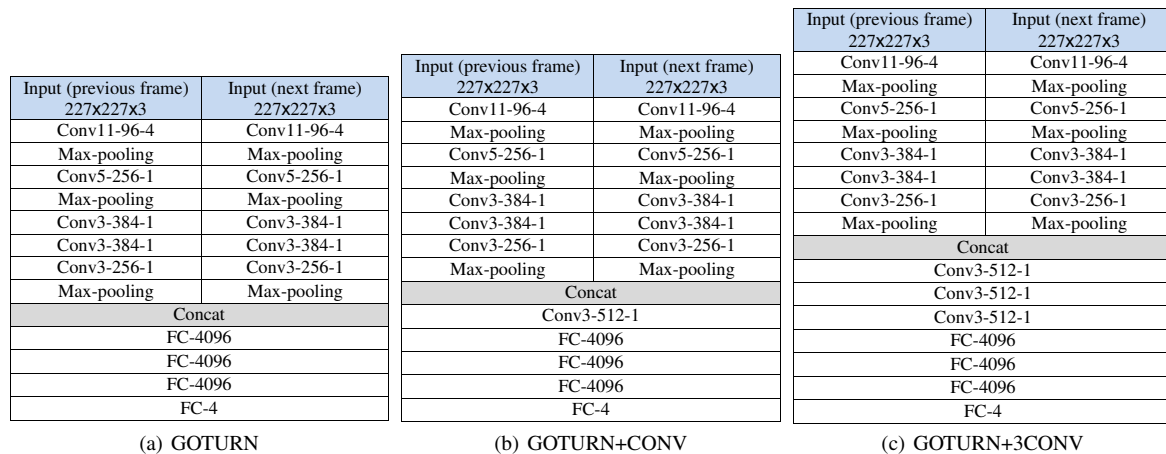 Input (previous frame) Input (next frame)
227x227x3 227x227x3
Conv11-96-4 Conv11-96-4
Max-pooling Max-pooling
Conv5-256-1 Conv5-256-1
Max-pooling Max-pooling
Conv3-384-1 Conv3-384-1
Conv3-384-1 Conv3-384-1
Conv3-256-1 Conv3-256-1
Max-pooling Max-pooling
Concat
FC-4096
FC-4096
FC-4096
FC-4
(a) GOTURN
Input (previous frame) Input (next frame)
227x227x3 227x227x3
Conv11-96-4 Conv11-96-4
Max-pooling Max-pooling
Conv5-256-1 Conv5-256-1
Max-pooling Max-pooling
Conv3-384-1 Conv3-384-1
Conv3-384-1 Conv3-384-1
Conv3-256-1 Conv3-256-1
Max-pooling Max-pooling
Concat
Conv3-512-1
FC-4096
FC-4096
FC-4096
FC-4
(b) GOTURN+CONV
Input (previous frame) Input (next frame)
227x227x3 227x227x3
Conv11-96-4 Conv11-96-4
Max-pooling Max-pooling
Conv5-256-1 Conv5-256-1
Max-pooling Max-pooling
Conv3-384-1 Conv3-384-1
Conv3-384-1 Conv3-384-1
Conv3-256-1 Conv3-256-1
Max-pooling Max-pooling
Concat
Conv3-512-1
Conv3-512-1
Conv3-512-1
FC-4096
FC-4096
FC-4096
FC-4
(c) GOTURN+3CONV